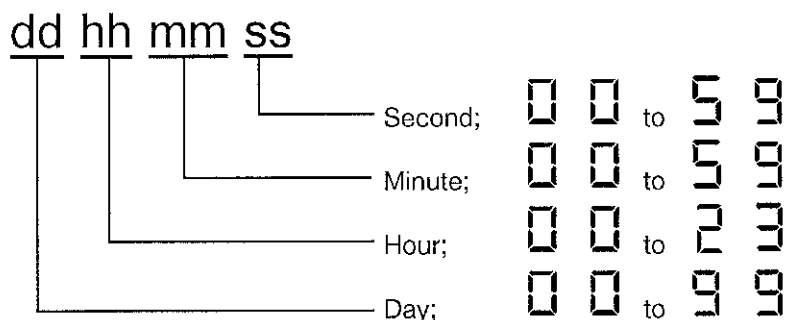 dd hh mm ss
Second; 00 to 59
Minute; 00 to 59
Hour; 00 to 23
Day; 00 to 99